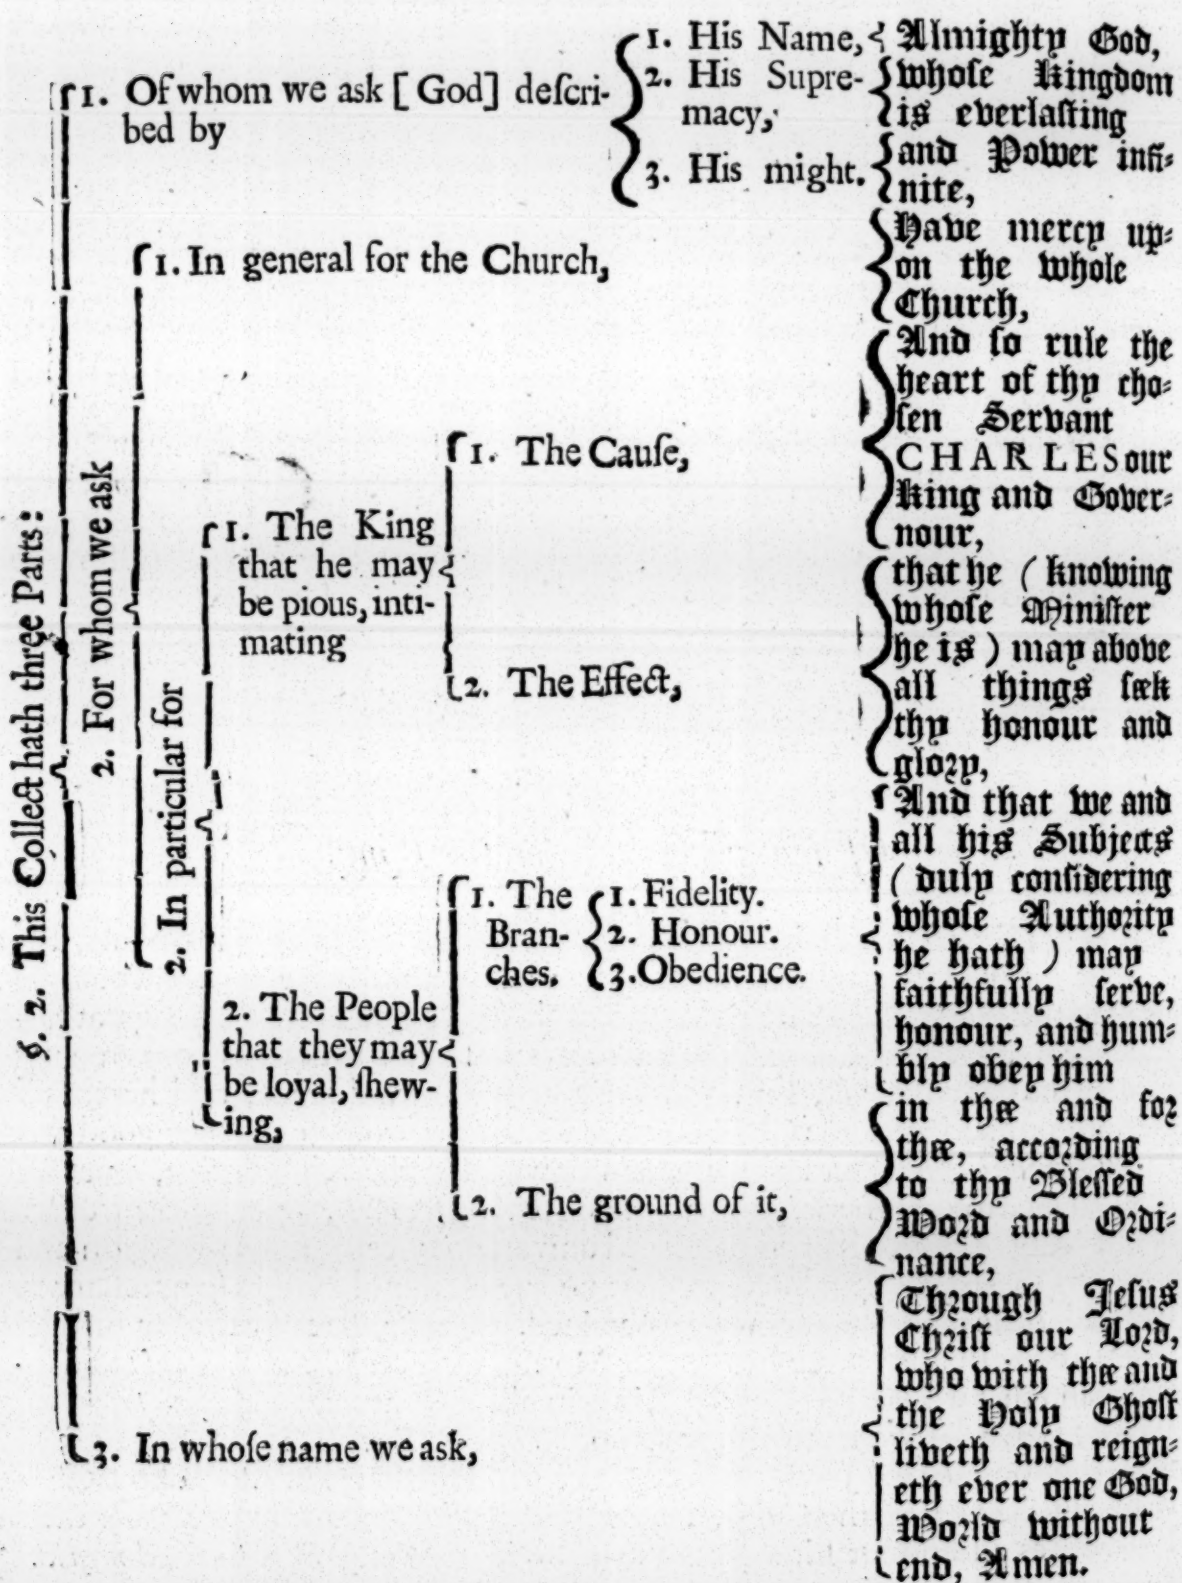 §. 2. This Collect hath three Parts:
1. Of whom we ask [ God] deſcri-
bed by
1. His Name,
Almighty God,
2. His Supre-
macy,
whoſe Kingdom
is everlaſting
3. His might.
and Power infi-
nite,
2. For whom we ask
1. In general for the Church,
Have mercy up-
on the whole
Church,
2. In particular for
1. The King
that he may
be pious, inti-
mating
1. The Cauſe,
And ſo rule the
heart of thy cho-
ſen Servant
CHARLES our
King and Gover-
nour,
2. The Effect,
that he ( knowing
whoſe Miniſter
he is ) may above
all things ſeek
thy honour and
glory,
2. The People
that they may
be loyal, ſhew-
ing,
1. The
Bran-
ches.
1. Fidelity.
2. Honour.
3. Obedience.
And that we and
all his Subjects
( duly conſidering
whoſe Authority
he hath ) may
faithfully ſerve,
honour, and hum-
bly obey him
2. The ground of it,
in thee and for
thee, according
to thy Bleſſed
Word and Ordi-
nance,
3. In whoſe name we ask,
Through Jeſus
Chriſt our Lord,
who with thee and
the Holy Ghoſt
liveth and reign-
eth ever one God,
World without
end, Amen.